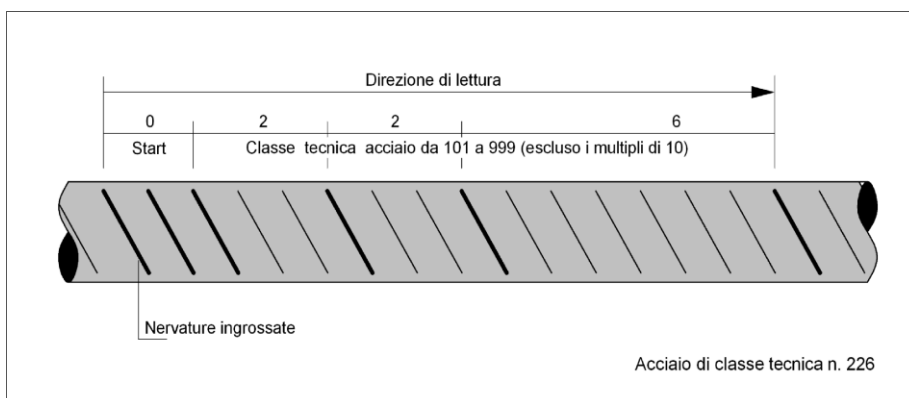 Direzione di lettura
0 2 2 6
Start Classe tecnica acciaio da 101 a 999 (escluso i multipli di 10)
Nervature ingrossate
Acciaio di classe tecnica n. 226